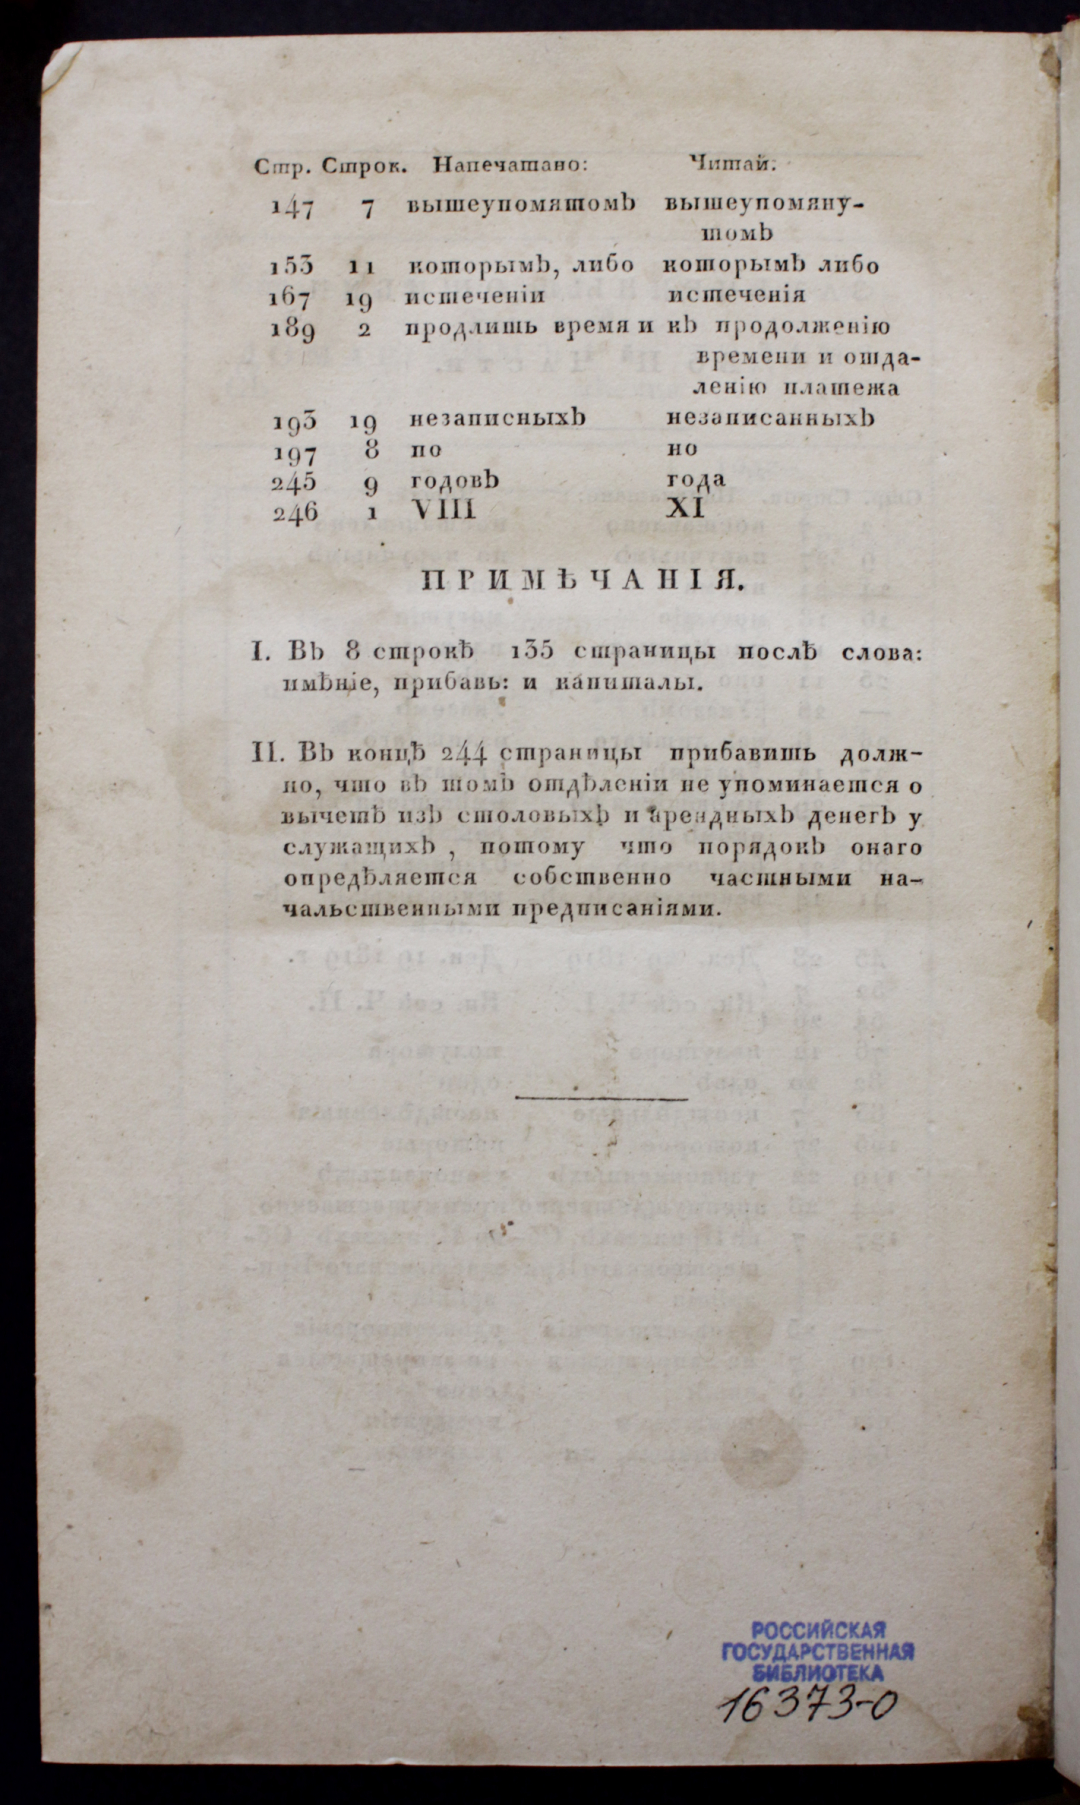 Стр. Строк. Напечатано: Читай:
147 7 вышеупомятомъ вышеупомяну-
томъ
153 11 которымъ, либо которымъ либо
167 19 истеченіи истеченія
189 2 продлить время и къ продолженію
времени и отда-
ленію платежа
193 19 незаписныхъ незаписанныхъ
197 8 по но
245 9 годовъ года
246 1 VIII XI
ПРИМѢЧАНІЯ.
I. Въ 8 строкѣ 135 страницы послѣ слова:
имѣніе, прибавь: и капиталы.
II. Въ концѣ 244 страницы прибавить долж-
но, что въ томъ отдѣленіи не упоминается о
вычетѣ изъ столовыхъ и арендныхъ денегъ у
служащихъ, потому что порядокъ онаго
опредѣляется собственно частными на-
чальственными предписаніями.
РОССИЙСКАЯ
ГОСУДАРСТВЕННАЯ
БИБЛИОТЕКА
16373-0